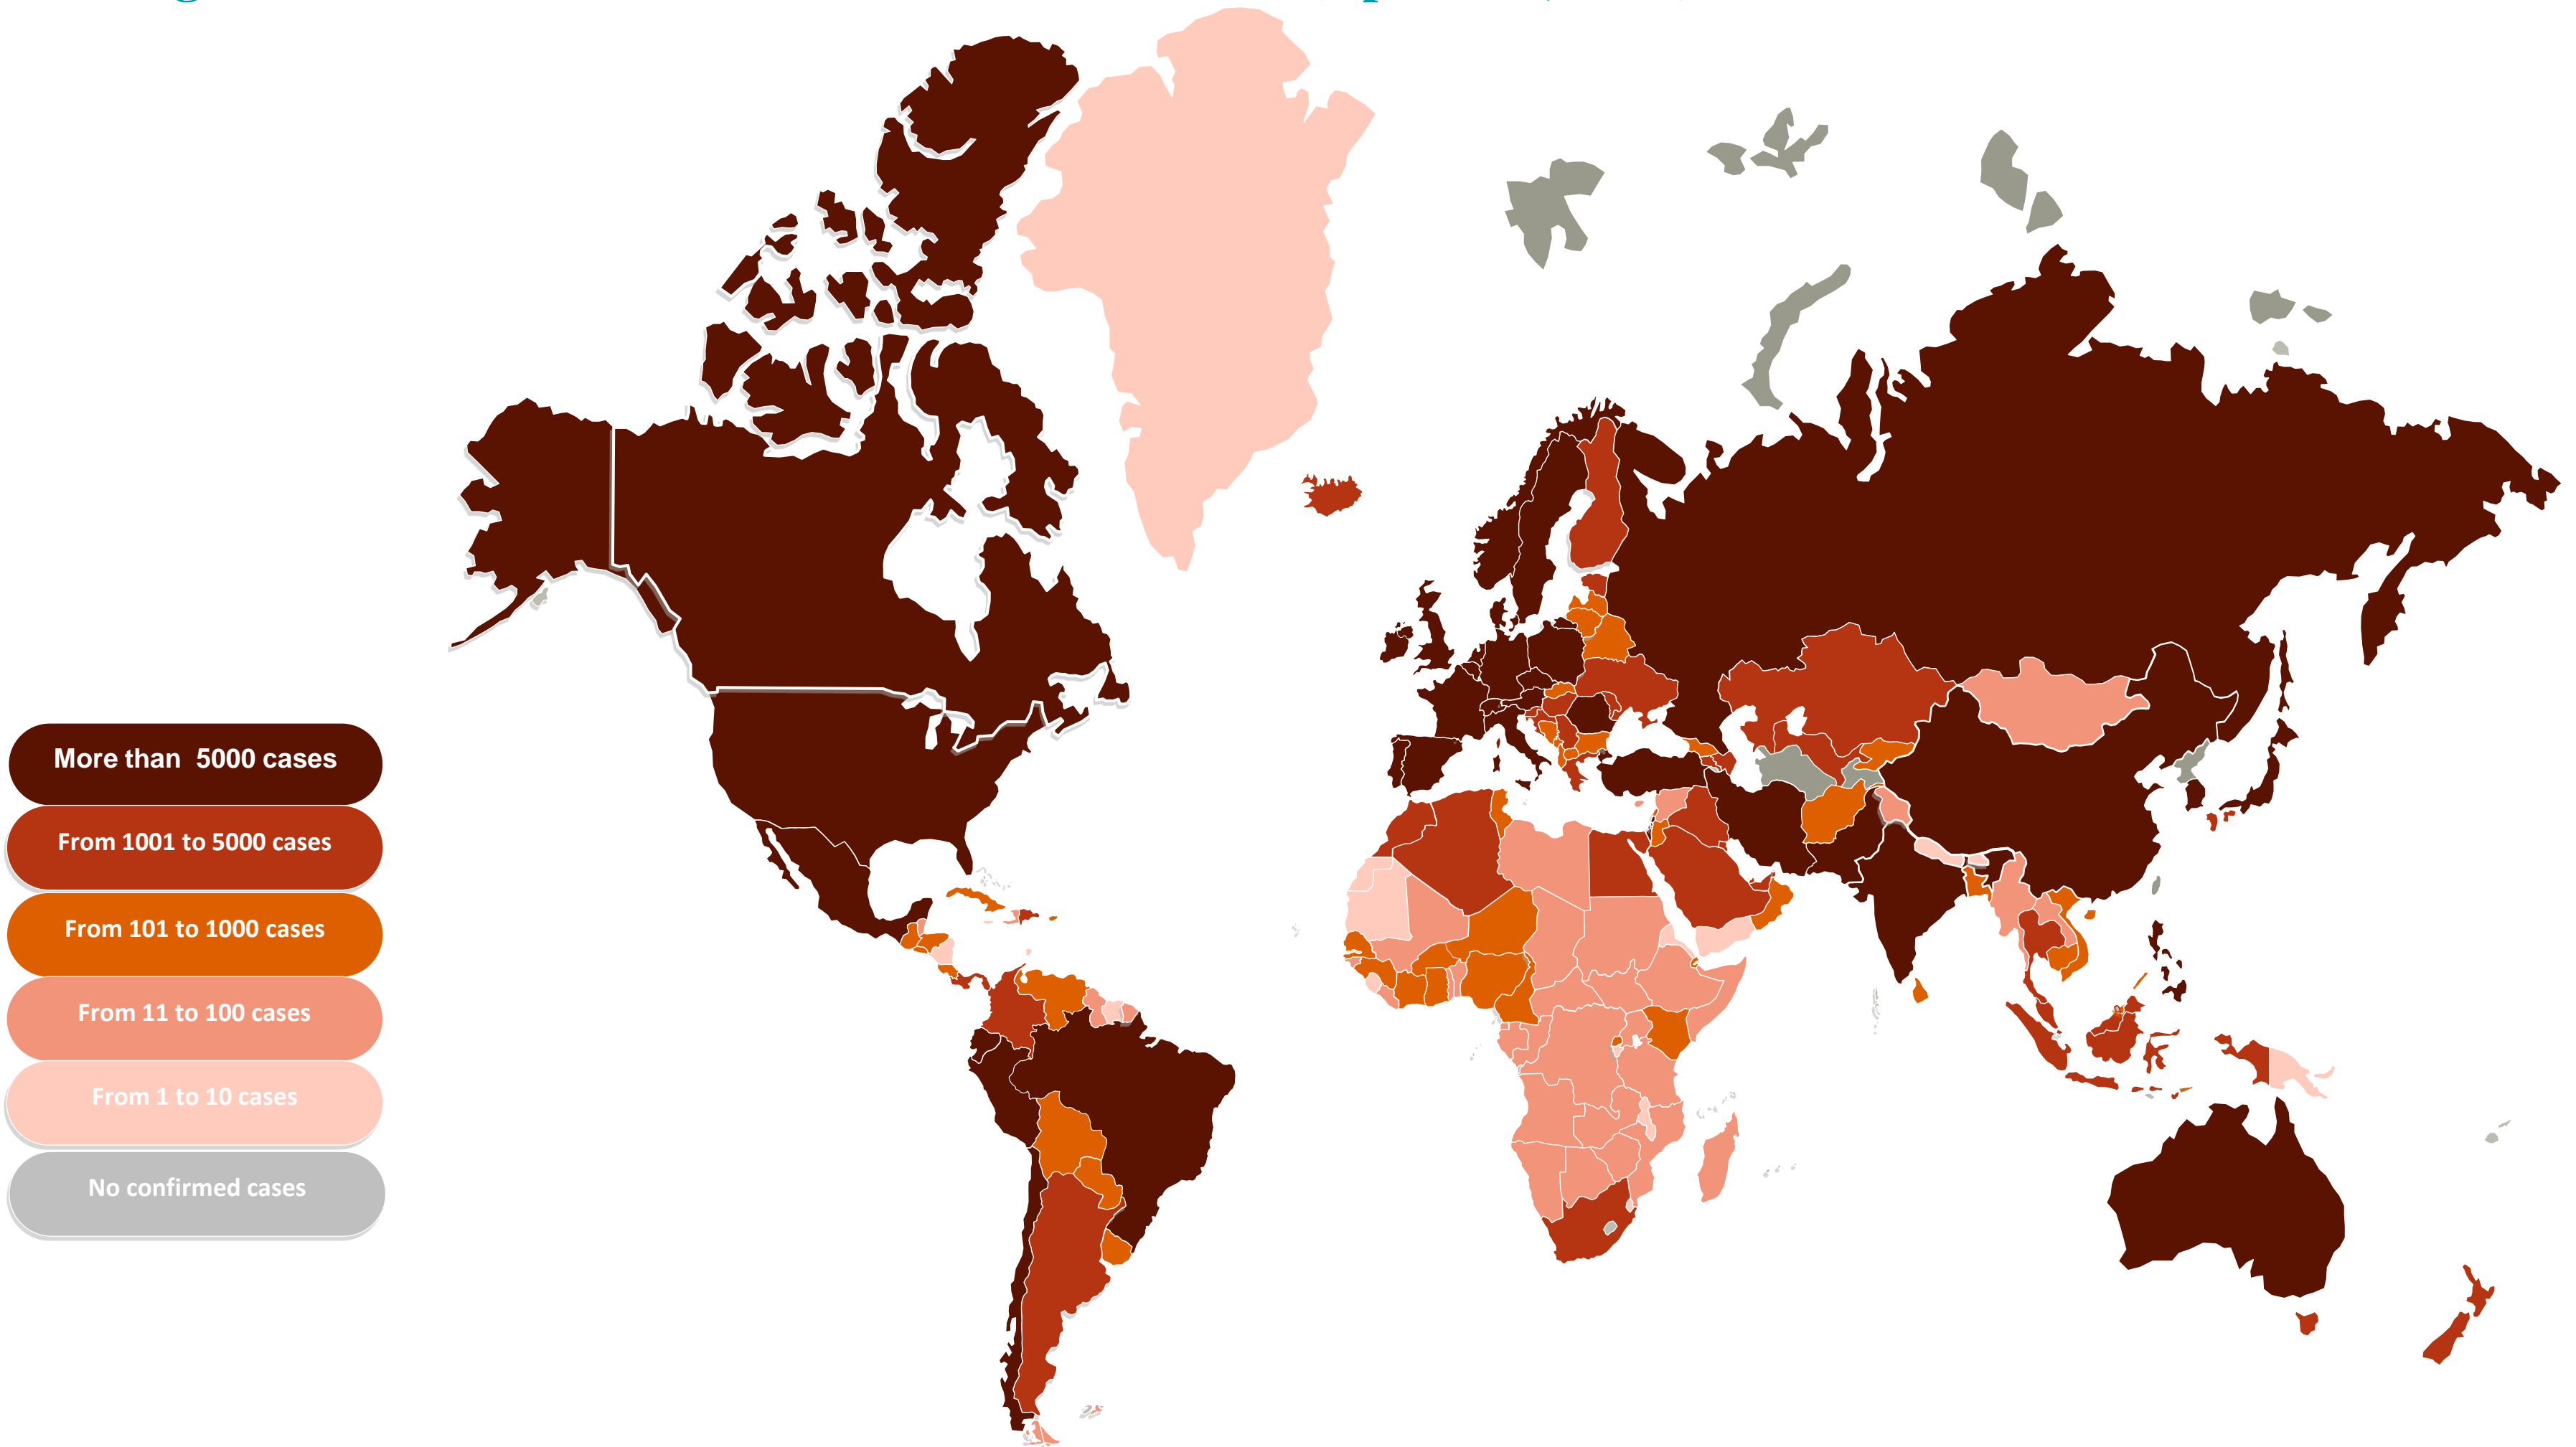 More than 5000 cases
From 1001 to 5000 cases
From 101 to 1000 cases
From 11 to 100 cases
From 1 to 10 cases
No confirmed cases